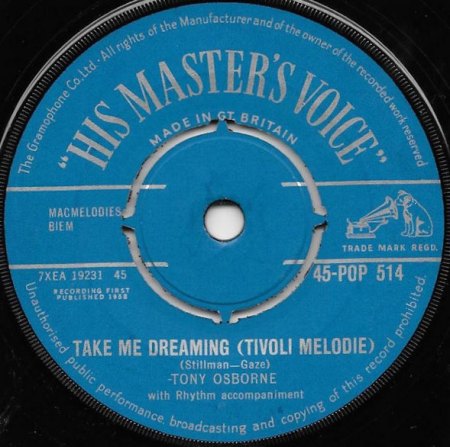 The Gramophone Co. Ltd. All rights of the Manufacturer and of the owner of the recorded work reserved
"HIS MASTER'S VOICE"
MADE IN GT. BRITAIN
MACMELODIES
BIEM
TRADE MARK REGD.
7XEA 19231 45
45-POP 514
RECORDING FIRST
PUBLISHED 1958
TAKE ME DREAMING (TIVOLI MELODIE)
(Stillman—Gaze)
TONY OSBORNE
with Rhythm accompaniment
Unauthorised public performance, broadcasting and copying of this record prohibited